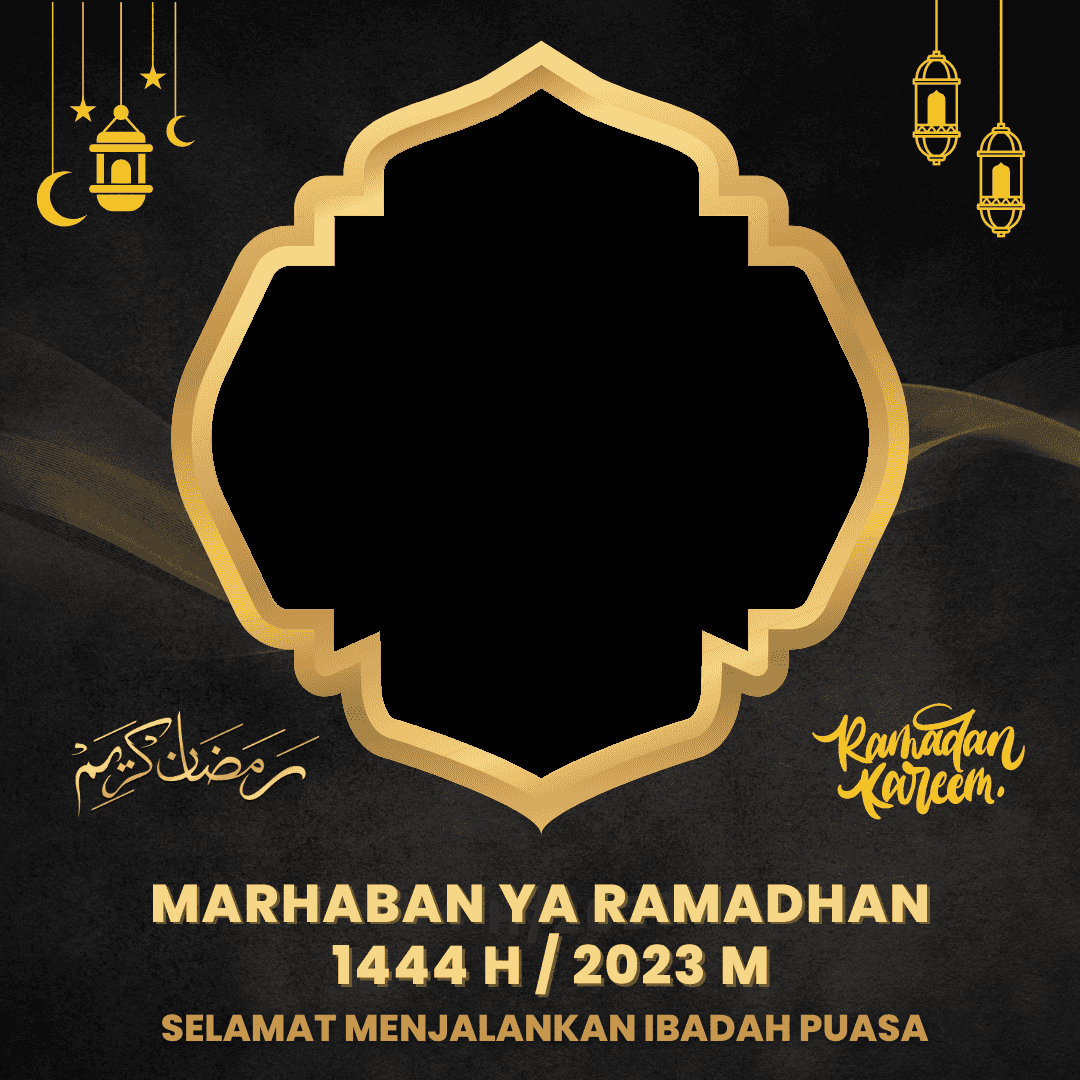 رمضان كريم
Ramadan
Kareem.
MARHABAN YA RAMADHAN
1444 H / 2023 M
SELAMAT MENJALANKAN IBADAH PUASA